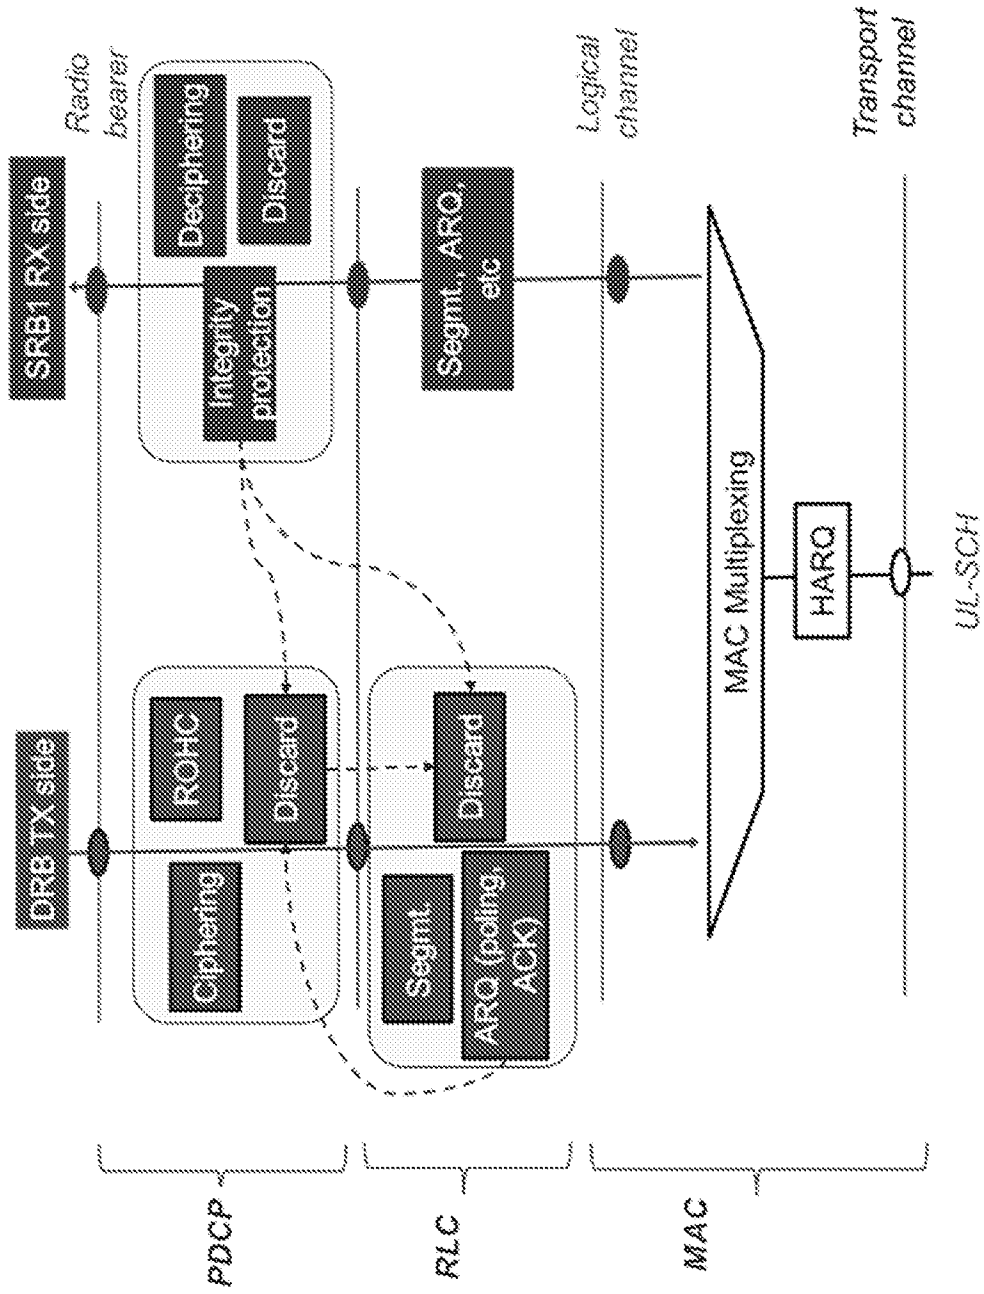 DRB TX side
SRB1 RX side
Radio
bearer
PDCP
Ciphering
ROHC
Discard
Integrity
protection
Deciphering
Discard
RLC
Segmt.
ARQ (poling,
ACK)
Discard
Segmt., ARQ,
etc
Logical
channel
MAC
MAC Multiplexing
HARQ
Transport
channel
UL-SCH